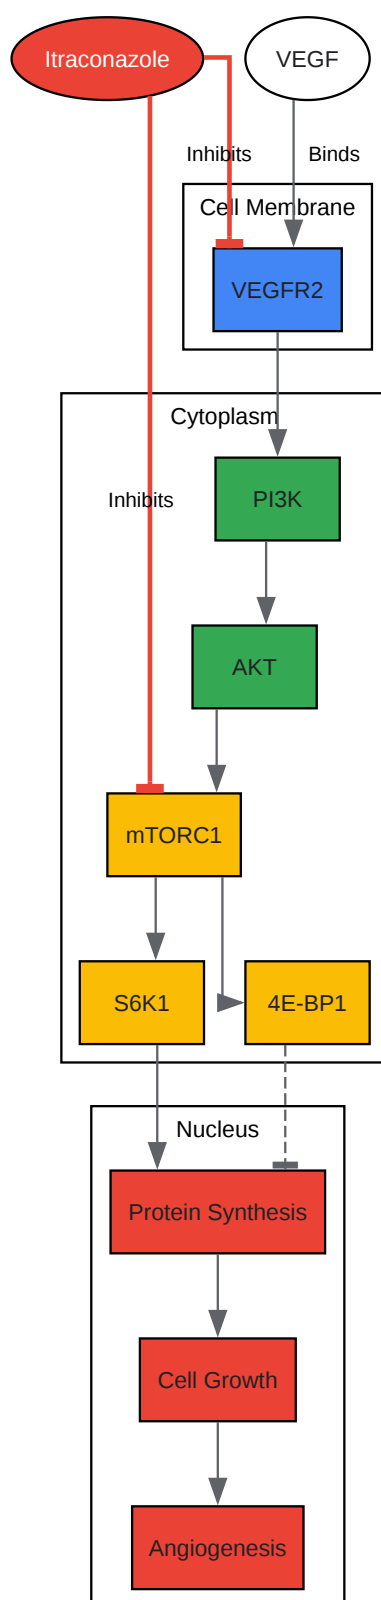 Itraconazole
VEGF
Inhibits
Binds
Cell Membrane
VEGFR2
Cytoplasm
PI3K
Inhibits
AKT
mTORC1
S6K1
4E-BP1
Nucleus
Protein Synthesis
Cell Growth
Angiogenesis